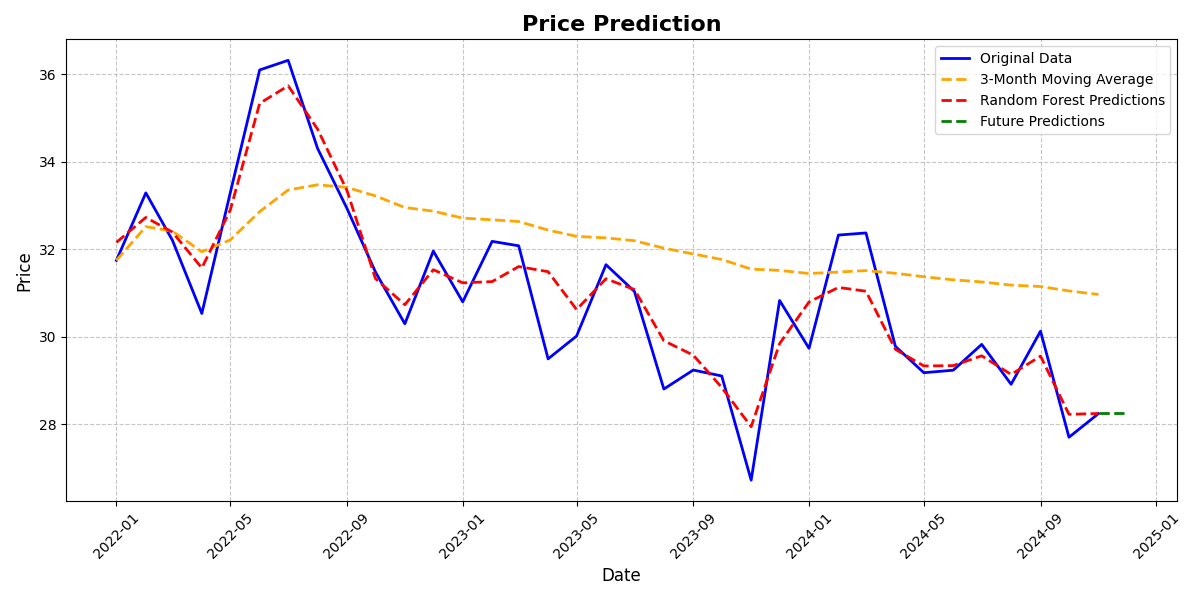 Price Prediction
Original Data
3-Month Moving Average
Random Forest Predictions
Future Predictions
Price
36
34
32
30
28
2022-01
2022-05
2022-09
2023-01
2023-05
2023-09
2024-01
2024-05
2024-09
2025-01
Date